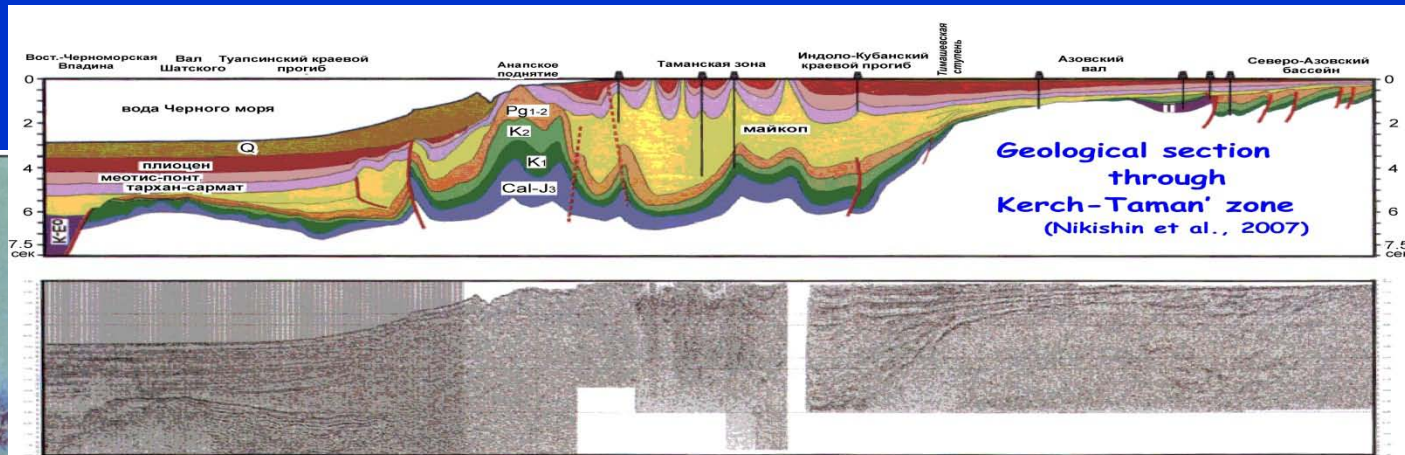 Вост.-Черноморская
Впадина
Вал
Шатского
Туапсинский краевой
прогиб
Анапское
поднятие
Таманская зона
Индоло-Кубанский
краевой прогиб
Тимашевская
ступень
Азовский
вал
Северо-Азовский
бассейн
0
2
4
6
7.5
сек
0
2
4
6
7.5
сек
вода Черного моря
Q
плиоцен
меотис-понт
тархан-сармат
K-Eo
Pg1-2
K2
K1
Cal-J3
майкоп
Geological section
through
Kerch-Taman' zone
(Nikishin et al., 2007)